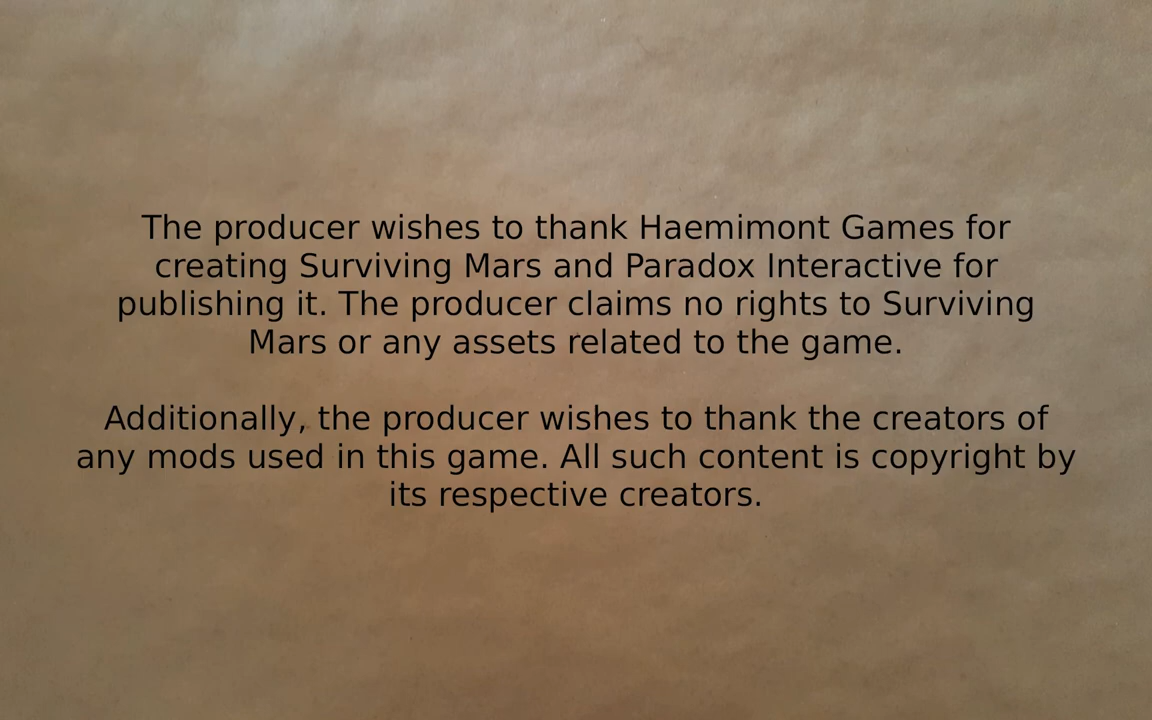 The producer wishes to thank Haemimont Games for
creating Surviving Mars and Paradox Interactive for
publishing it. The producer claims no rights to Surviving
Mars or any assets related to the game.
Additionally, the producer wishes to thank the creators of
any mods used in this game. All such content is copyright by
its respective creators.